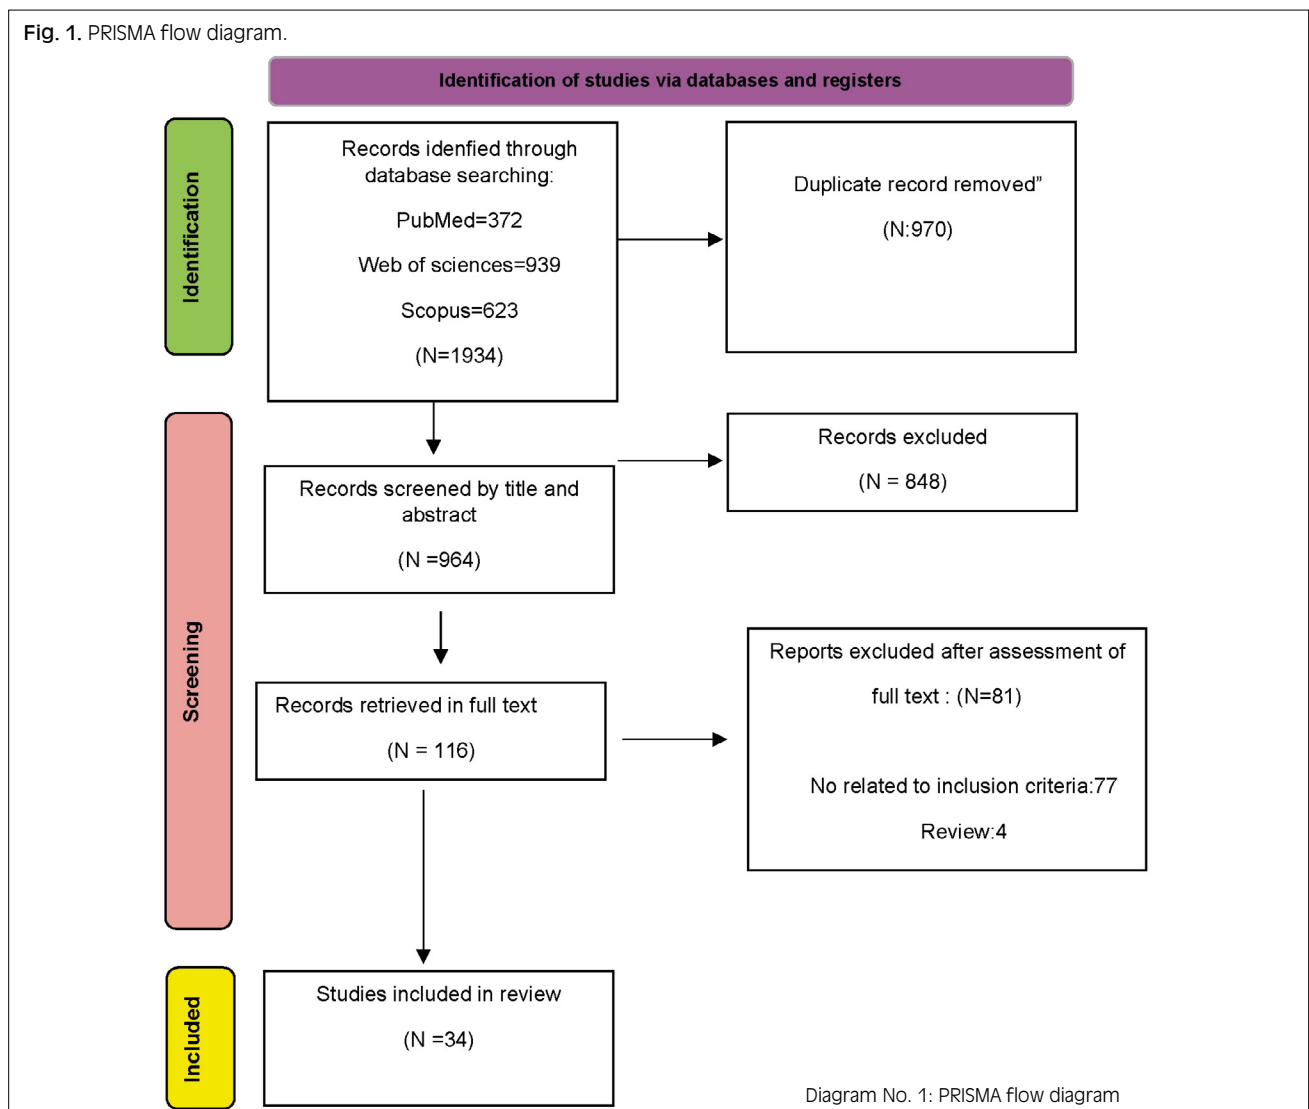 Fig. 1. PRISMA flow diagram.
Identification of studies via databases and registers
Identification
Records idenfied through
database searching:
PubMed=372
Web of sciences=939
Scopus=623
(N=1934)
Duplicate record removed”
(N:970)
Screening
Records screened by title and
abstract
(N =964)
Records excluded
(N = 848)
Records retrieved in full text
(N = 116)
Reports excluded after assessment of
full text : (N=81)
No related to inclusion criteria:77
Review:4
Included
Studies included in review
(N =34)
Diagram No. 1: PRISMA flow diagram